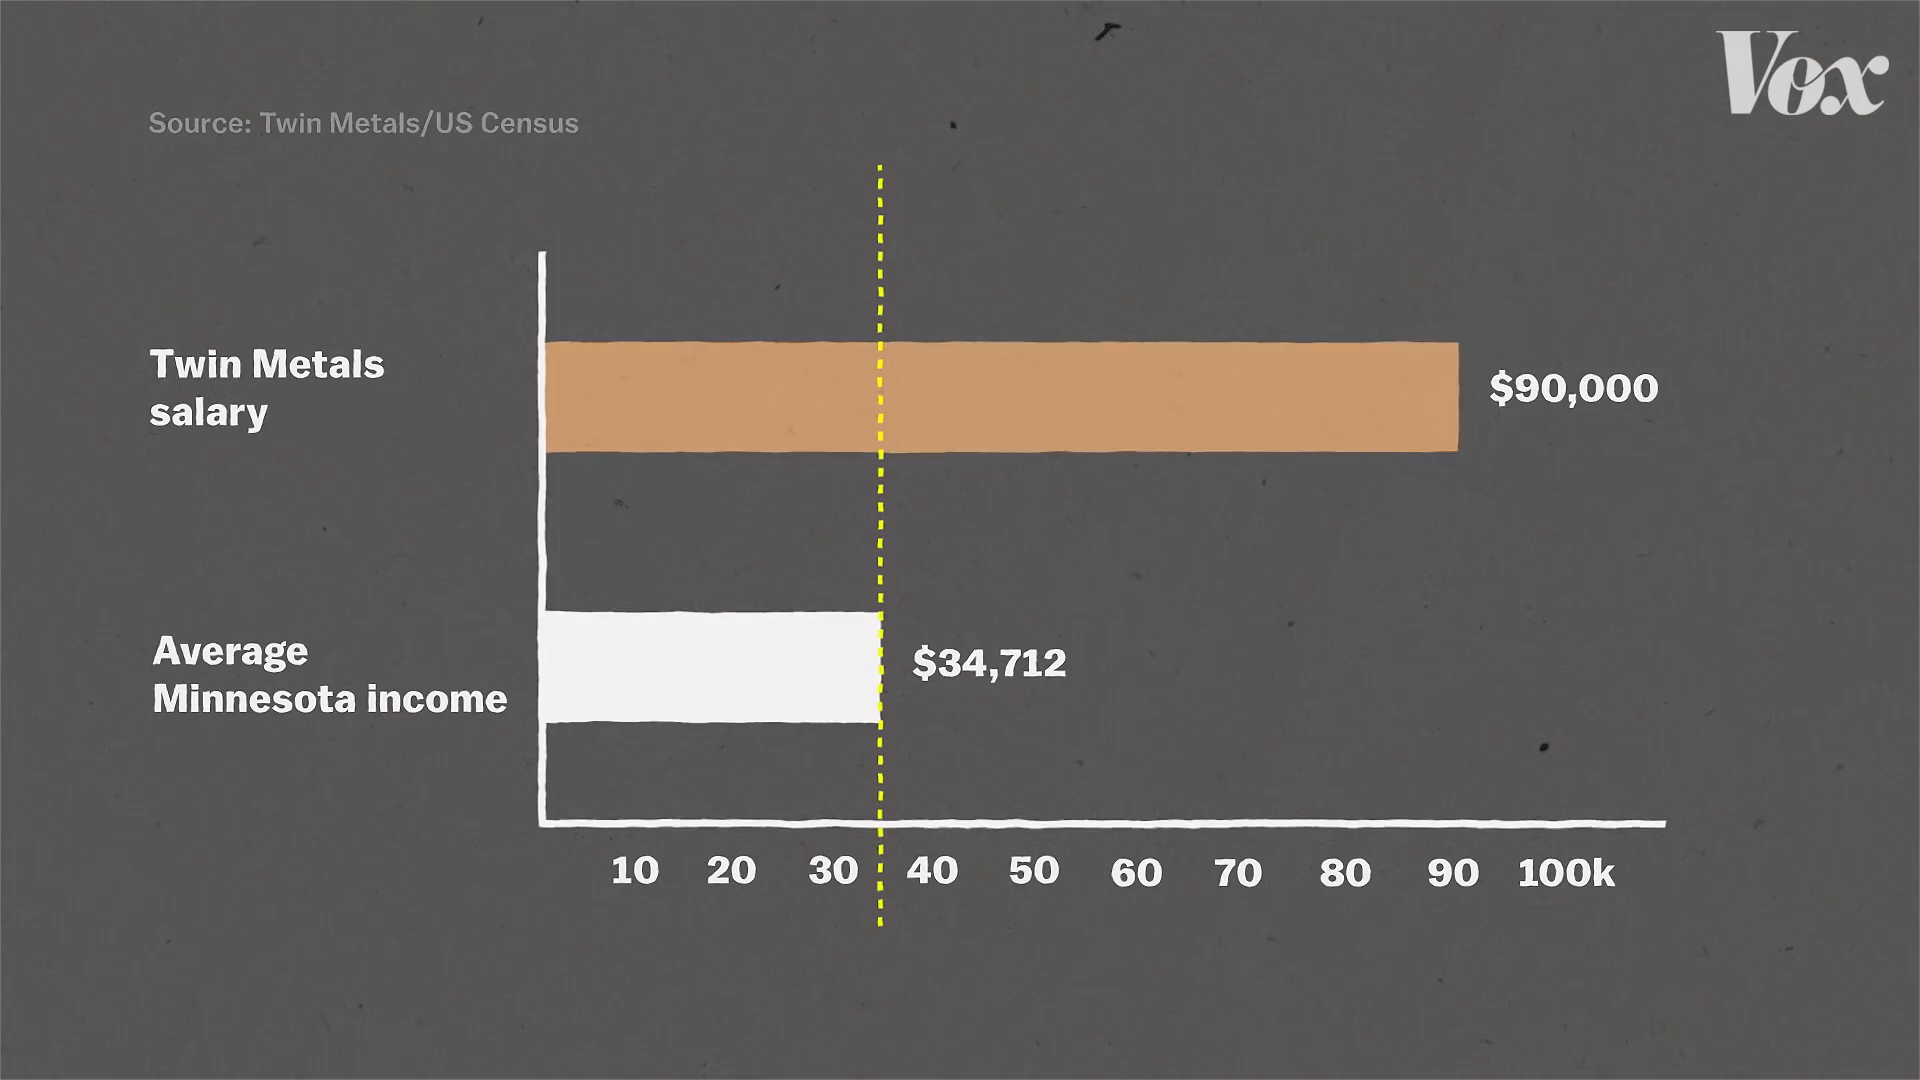 Vox
Source: Twin Metals/US Census
Twin Metals
salary
$90,000
Average
Minnesota income
$34,712
10 20 30 40 50 60 70 80 90 100k